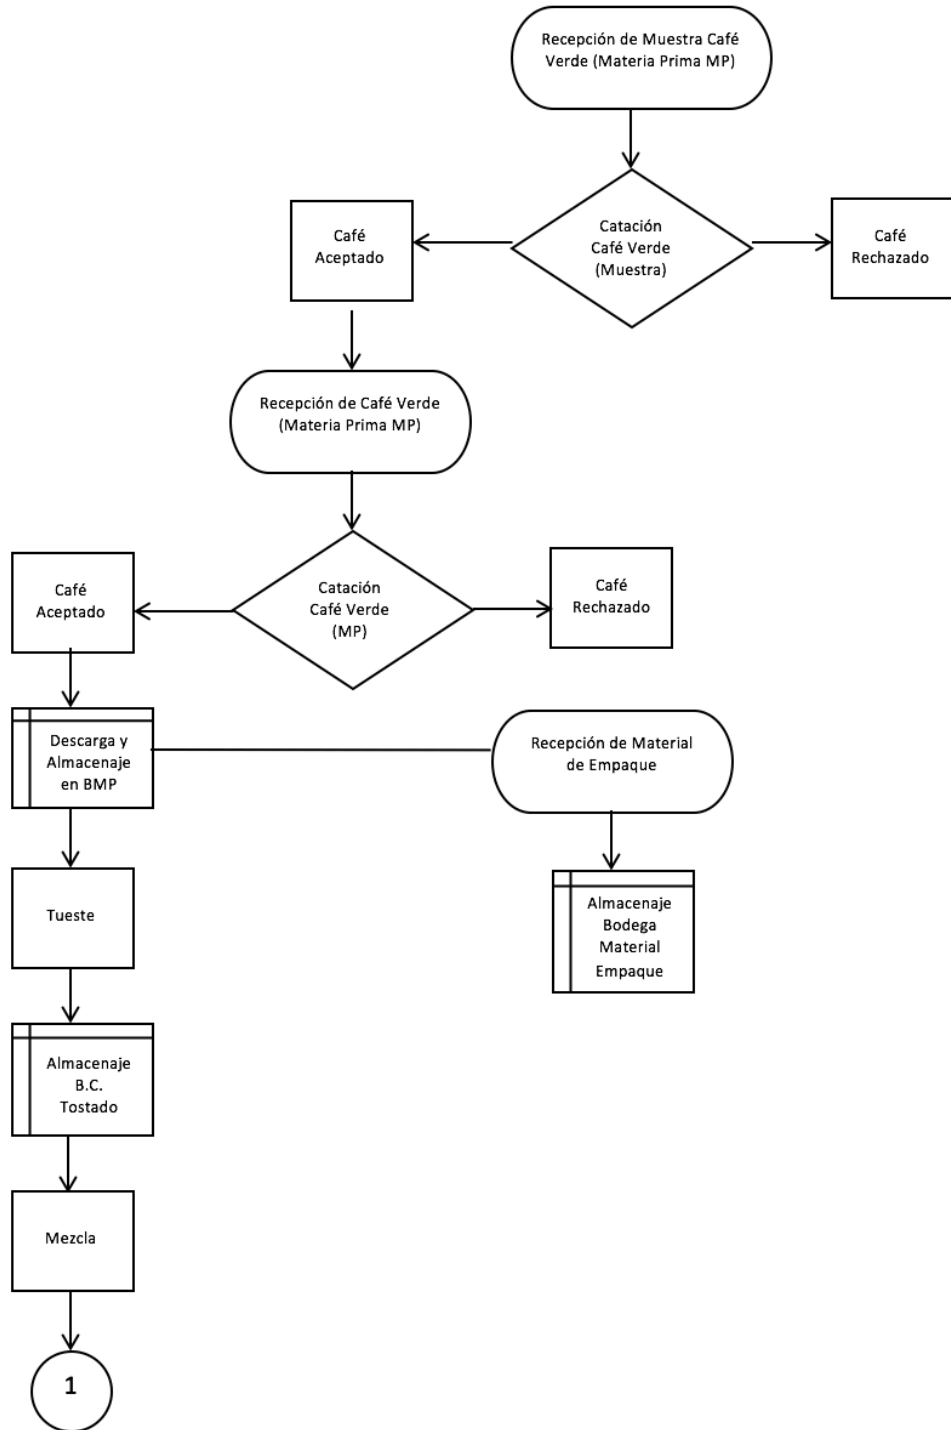 Recepción de Muestra Café
Verde (Materia Prima MP)
Catación
Café Verde
(Muestra)
Café
Aceptado
Café
Rechazado
Recepción de Café Verde
(Materia Prima MP)
Catación
Café Verde
(MP)
Café
Aceptado
Café
Rechazado
Descarga y
Almacenaje
en BMP
Recepción de Material
de Empaque
Tueste
Almacenaje
Bodega
Material
Empaque
Almacenaje
B.C.
Tostado
Mezcla
1